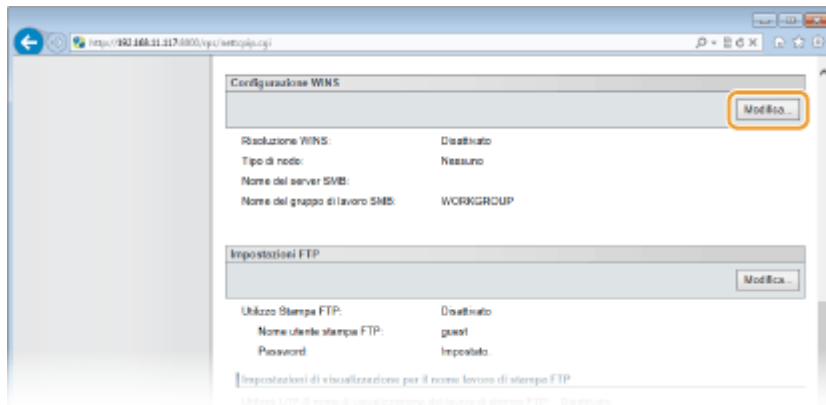 http://192.168.11.117:8000/rps/nettcpip.cgi
Configurazione WINS
Modifica...
Risoluzione WINS: Disattivato
Tipo di nodo: Nessuno
Nome del server SMB:
Nome del gruppo di lavoro SMB: WORKGROUP
Impostazioni FTP
Modifica...
Utilizzo Stampa FTP: Disattivato
Nome utente stampa FTP: guest
Password: Impostato.
Impostazioni di visualizzazione per il nome lavoro di stampa FTP